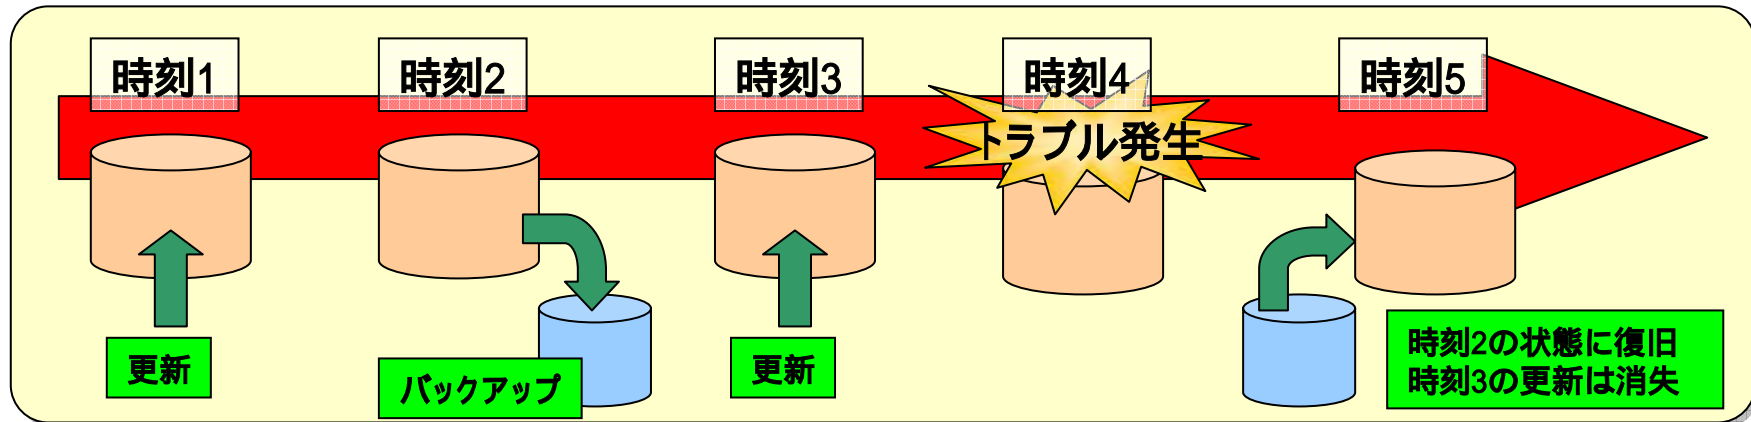 時刻1
時刻2
時刻3
時刻4
時刻5
トラブル発生
更新
バックアップ
更新
時刻2の状態に復旧
時刻3の更新は消失